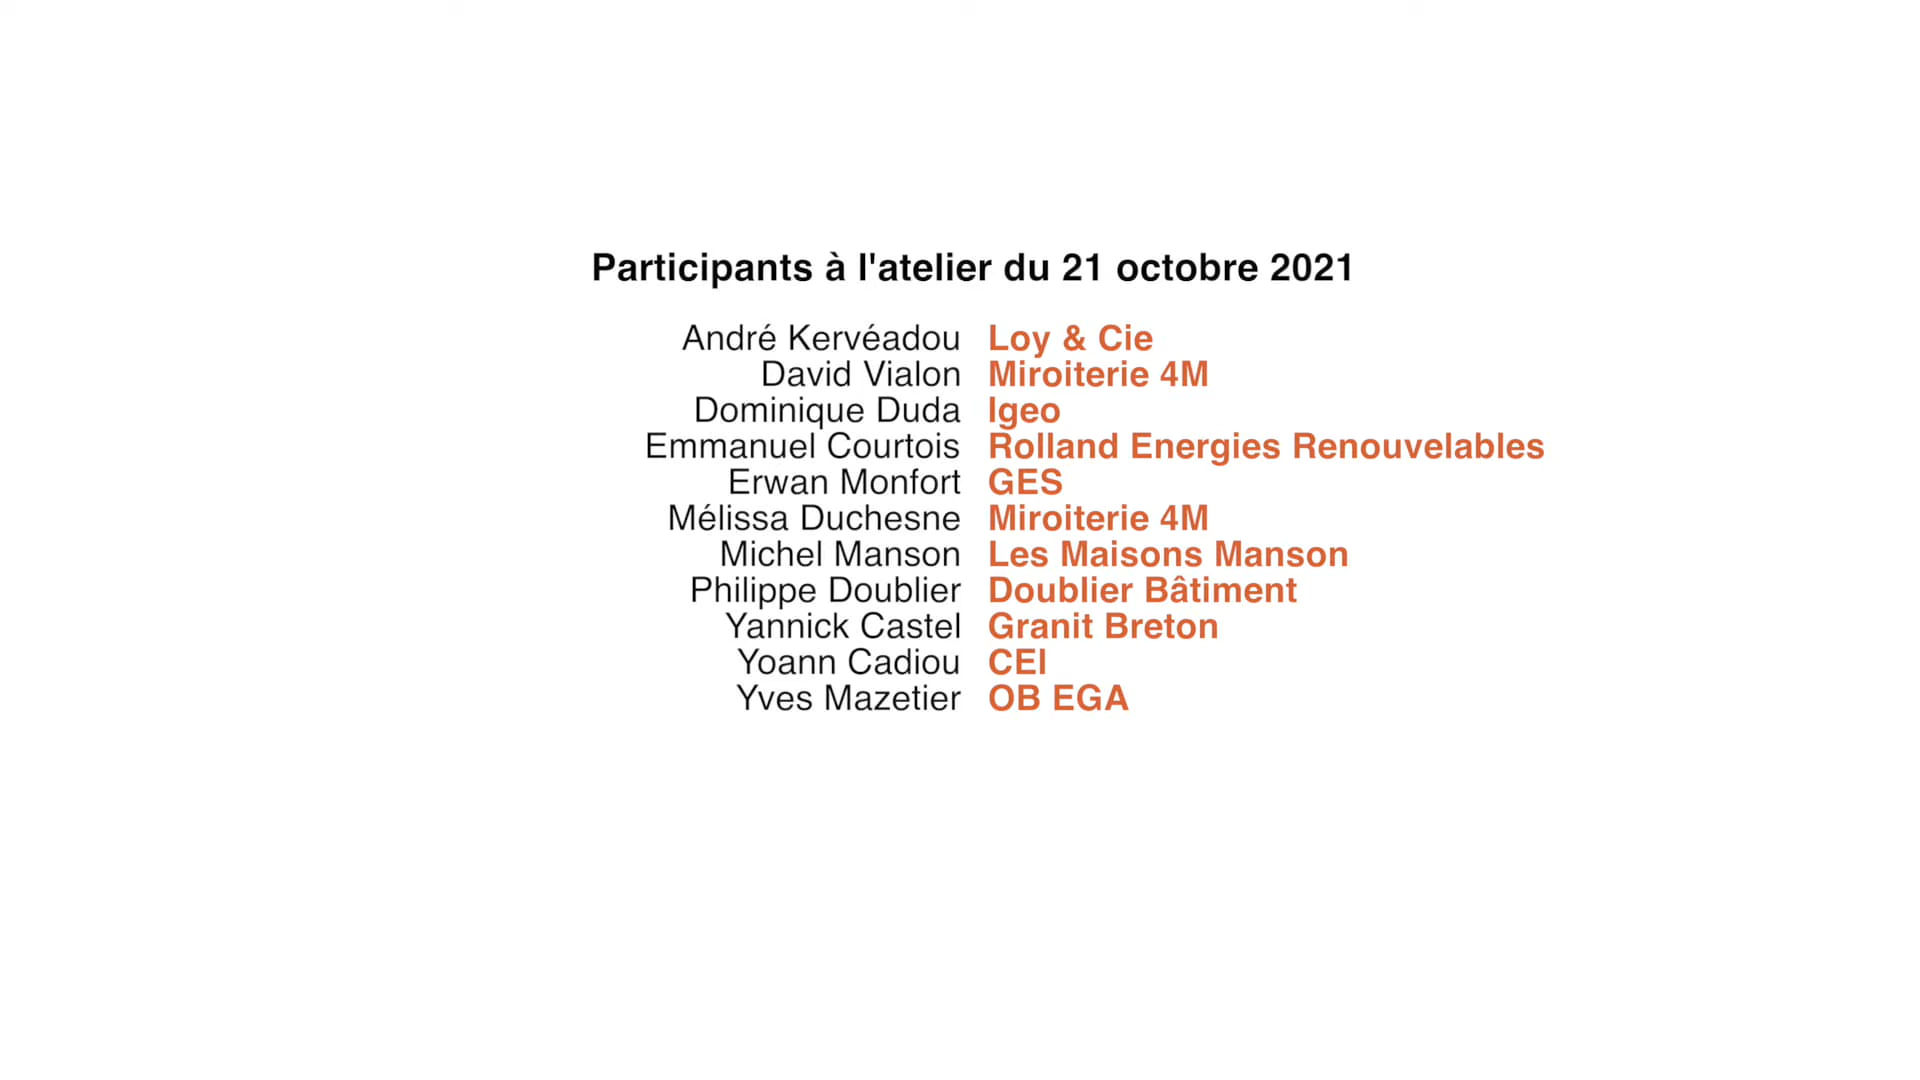 Participants à l'atelier du 21 octobre 2021
André Kervéadou Loy & Cie
David Vialon Miroiterie 4M
Dominique Duda Igeo
Emmanuel Courtois Rolland Energies Renouvelables
Erwan Monfort GES
Mélissa Duchesne Miroiterie 4M
Michel Manson Les Maisons Manson
Philippe Doublier Doublier Bâtiment
Yannick Castel Granit Breton
Yoann Cadiou CEI
Yves Mazetier OB EGA